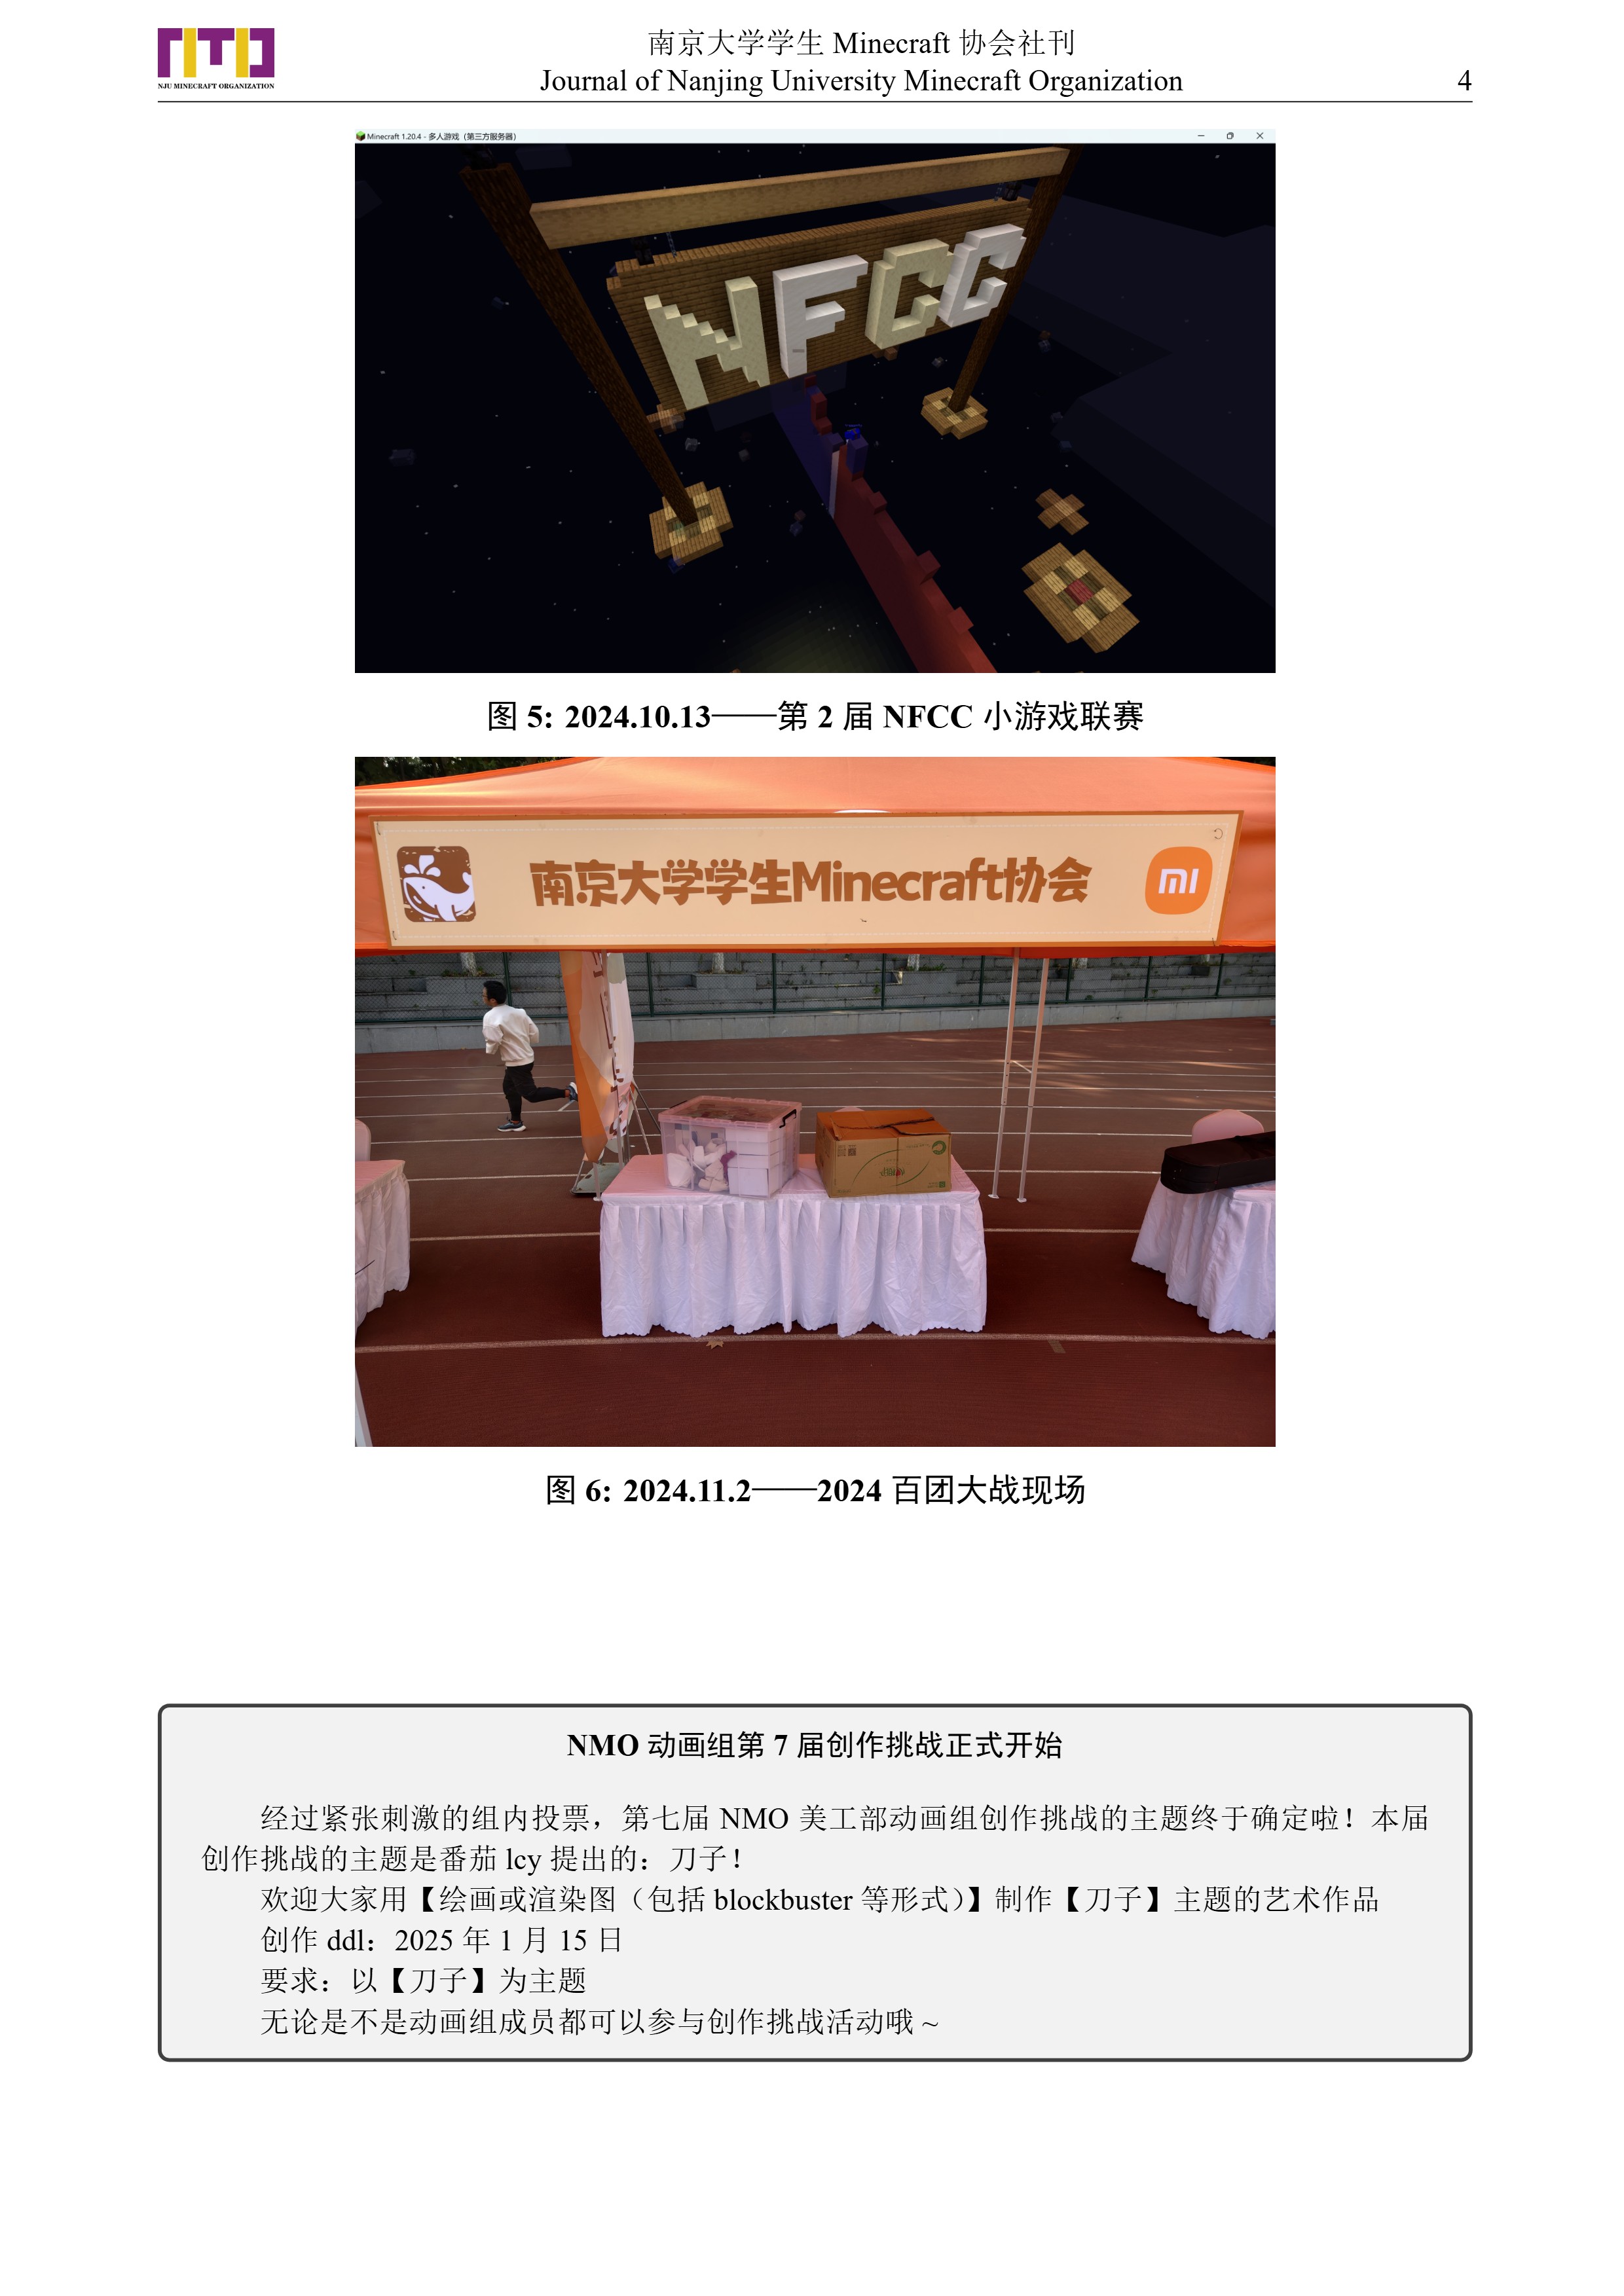 NJU MINECRAFT ORGANIZATION
南京大学学生 Minecraft 协会社刊
Journal of Nanjing University Minecraft Organization
4
Minecraft 1.20.4 - 多人游戏（第三方服务器）
NFCC
图 5: 2024.10.13——第 2 届 NFCC 小游戏联赛
南京大学学生Minecraft协会
MI
图 6: 2024.11.2——2024 百团大战现场
NMO 动画组第 7 届创作挑战正式开始
经过紧张刺激的组内投票，第七届 NMO 美工部动画组创作挑战的主题终于确定啦！本届
创作挑战的主题是番茄 lcy 提出的：刀子！
欢迎大家用【绘画或渲染图（包括 blockbuster 等形式）】制作【刀子】主题的艺术作品
创作 ddl：2025 年 1 月 15 日
要求：以【刀子】为主题
无论是不是动画组成员都可以参与创作挑战活动哦 ~